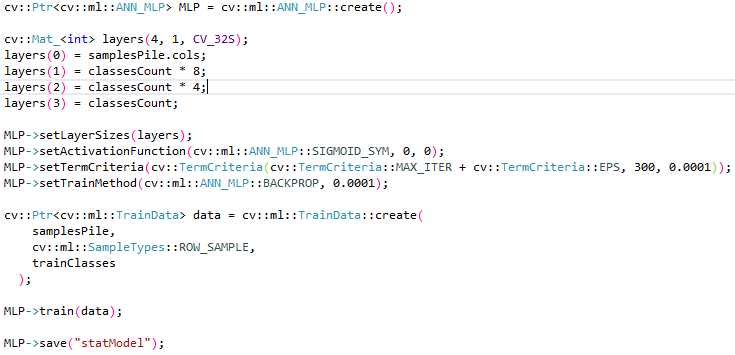 cv::Ptr<cv::ml::ANN_MLP> MLP = cv::ml::ANN_MLP::create();
cv::Mat_<int> layers(4, 1, CV_32S);
layers(0) = samplesPile.cols;
layers(1) = classesCount * 8;
layers(2) = classesCount * 4;
layers(3) = classesCount;
MLP->setLayerSizes(layers);
MLP->setActivationFunction(cv::ml::ANN_MLP::SIGMOID_SYM, 0, 0);
MLP->setTermCriteria(cv::TermCriteria(cv::TermCriteria::MAX_ITER + cv::TermCriteria::EPS, 300, 0.0001));
MLP->setTrainMethod(cv::ml::ANN_MLP::BACKPROP, 0.0001);
cv::Ptr<cv::ml::TrainData> data = cv::ml::TrainData::create(
samplesPile,
cv::ml::SampleTypes::ROW_SAMPLE,
trainClasses
);
MLP->train(data);
MLP->save("statModel");